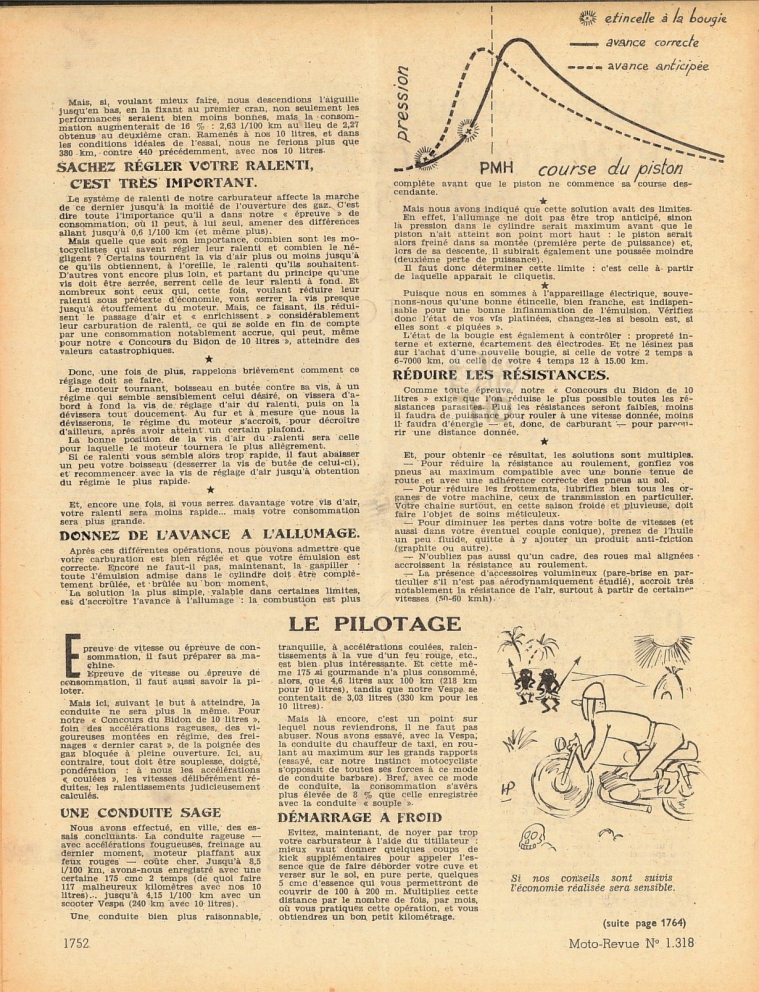 etincelle à la bougie
avance correcte
avance anticipée
pression
PMH course du piston
Mais, si, voulant mieux faire, nous descendions l'aiguille
jusqu'en bas, en la fixant au premier cran, non seulement les
performances seraient bien moins bonnes, mais la consom-
mation augmenterait de 16 % : 2,63 l/100 km au lieu de 2,27
obtenus au deuxième cran. Ramenés à nos 10 litres, et dans
les conditions idéales de l'essai, nous ne ferions plus que
380 km, contre 440 précédemment, avec nos 10 litres.
SACHEZ RÉGLER VOTRE RALENTI,
C'EST TRÈS IMPORTANT.
Le système de ralenti de notre carburateur affecte la marche
de ce dernier jusqu'à la moitié de l'ouverture des gaz. C'est
dire toute l'importance qu'il a dans notre « épreuve » de
consommation, où il peut, à lui seul, amener des différences
allant jusqu'à 0,6 l/100 km (et même plus).
Mais quelle que soit son importance, combien sont les mo-
tocyclistes qui savent régler leur ralenti et combien le né-
gligent ? Certains tournent la vis d'air plus ou moins jusqu'à
ce qu'ils obtiennent, à l'oreille, le ralenti qu'ils souhaitent.
D'autres vont encore plus loin, et partant du principe qu'une
vis doit être serrée, serrent celle de leur ralenti à fond. Et
nombreux sont ceux qui, cette fois, voulant réduire leur
ralenti sous prétexte d'économie, vont serrer la vis presque
jusqu'à étouffement du moteur. Mais, ce faisant, ils rédui-
sent le passage d'air et « enrichissent » considérablement
leur carburation de ralenti, ce qui se solde en fin de compte
par une consommation notablement accrue, qui peut, même
pour notre « Concours du Bidon de 10 litres », atteindre des
valeurs catastrophiques.
★
Donc, une fois de plus, rappelons brièvement comment ce
réglage doit se faire.
Le moteur tournant, boisseau en butée contre sa vis, à un
régime qui semble sensiblement celui désiré, on vissera d'a-
bord à fond la vis de réglage d'air du ralenti, puis on la
dévissera tout doucement. Au fur et à mesure que nous la
dévisserons, le régime du moteur s'accroît, pour décroître
d'ailleurs, après avoir atteint un certain plafond.
La bonne position de la vis d'air du ralenti sera celle
pour laquelle le moteur tournera le plus allègrement.
Si ce ralenti vous semble alors trop rapide, il faut abaisser
un peu votre boisseau (desserrer la vis de butée de celui-ci),
et recommencer avec la vis de réglage d'air jusqu'à obtention
du régime le plus rapide.
★
Et, encore une fois, si vous serrez davantage votre vis d'air,
votre ralenti sera moins rapide... mais votre consommation
sera plus grande.
DONNEZ DE L'AVANCE A L'ALLUMAGE.
Après ces différentes opérations, nous pouvons admettre que
votre carburation est bien réglée et que votre émulsion est
correcte. Encore ne faut-il pas, maintenant, la gaspiller :
toute l'émulsion admise dans le cylindre doit être complè-
tement brûlée, et brûlée au bon moment.
La solution la plus simple, valable dans certaines limites,
est d'accroître l'avance à l'allumage : la combustion est plus
complète avant que le piston ne commence sa course des-
cendante.
★
Mais nous avons indiqué que cette solution avait des limites.
En effet, l'allumage ne doit pas être trop anticipé, sinon
la pression dans le cylindre serait maximum avant que le
piston n'ait atteint son point mort haut : le piston serait
alors freiné dans sa montée (première perte de puissance) et,
lors de sa descente, il subirait également une poussée moindre
(deuxième perte de puissance).
Il faut donc déterminer cette limite : c'est celle à partir
de laquelle apparaît le cliquetis.
★
Puisque nous en sommes à l'appareillage électrique, souve-
nons-nous qu'une bonne étincelle, bien franche, est indispen-
sable pour une bonne inflammation de l'émulsion. Vérifiez
donc l'état de vos vis platinées, changez-les si besoin est, si
elles sont « piquées ».
L'état de la bougie est également à contrôler : propreté in-
terne et externe, écartement des électrodes. Et ne lésinez pas
sur l'achat d'une nouvelle bougie, si celle de votre 2 temps a
6-7000 km, ou celle de votre 4 temps 12 à 15.00 km.
RÉDUIRE LES RÉSISTANCES.
Comme toute épreuve, notre « Concours du Bidon de 10
litres » exige que l'on réduise le plus possible toutes les ré-
sistances parasites. Plus les résistances seront faibles, moins
il faudra de puissance pour rouler à une vitesse donnée, moins
il faudra d'énergie — et, donc, de carburant — pour parcou-
rir une distance donnée.
★
Et, pour obtenir ce résultat, les solutions sont multiples.
— Pour réduire la résistance au roulement, gonflez vos
pneus au maximum compatible avec une bonne tenue de
route et avec une adhérence correcte des pneus au sol.
— Pour réduire les frottements, lubrifiez bien tous les or-
ganes de votre machine, ceux de transmission en particulier.
Votre chaîne surtout, en cette saison froide et pluvieuse, doit
faire l'objet de soins méticuleux.
— Pour diminuer les pertes dans votre boîte de vitesses (et
aussi dans votre éventuel couple conique), prenez de l'huile
un peu fluide, quitte à y ajouter un produit anti-friction
(graphite ou autre).
— N'oubliez pas aussi qu'un cadre, des roues mal alignées
accroissent la résistance au roulement.
— La présence d'accessoires volumineux (pare-brise en par-
ticulier s'il n'est pas aérodynamiquement étudié), accroît très
notablement la résistance de l'air, surtout à partir de certaines
vitesses (50-60 kmh).
LE PILOTAGE
Epreuve de vitesse ou épreuve de con-
sommation, il faut préparer sa ma-
chine.
Epreuve de vitesse ou épreuve de
consommation, il faut aussi savoir la pi-
loter.
Mais ici, suivant le but à atteindre, la
conduite ne sera plus la même. Pour
notre « Concours du Bidon de 10 litres »,
foin des accélérations rageuses, des vi-
goureuses montées en régime, des frei-
nages « dernier carat », de la poignée des
gaz bloquée à pleine ouverture. Ici, au
contraire, tout doit être souplesse, doigté,
pondération : à nous les accélérations
« coulées », les vitesses délibérément ré-
duites, les ralentissements judicieusement
calculés.
UNE CONDUITE SAGE
Nous avons effectué, en ville, des es-
sais concluants. La conduite rageuse —
avec accélérations fougueuses, freinage au
dernier moment, moteur piaffant aux
feux rouges — coûte cher. Jusqu'à 8,5
l/100 km, avons-nous enregistré avec une
certaine 175 cmc 2 temps (de quoi faire
117 malheureux kilomètres avec nos 10
litres)... jusqu'à 4,15 l/100 km avec un
scooter Vespa (240 km avec 10 litres).
Une conduite bien plus raisonnable,
tranquille, à accélérations coulées, ralen-
tissements à la vue d'un feu rouge, etc.,
est bien plus intéressante. Et cette mê-
me 175 si gourmande n'a plus consommé,
alors, que 4,6 litres aux 100 km (218 km
pour 10 litres), tandis que notre Vespa se
contentait de 3,03 litres (330 km pour les
10 litres).
Mais là encore, c'est un point sur
lequel nous reviendrons, il ne faut pas
abuser. Nous avons essayé, avec la Vespa,
la conduite du chauffeur de taxi, en rou-
lant au maximum sur les grands rapports
(essayé, car notre instinct motocycliste
s'opposait de toutes ses forces à ce mode
de conduite barbare). Bref, avec ce mode
de conduite, la consommation s'avéra
plus élevée de 8 % que celle enregistrée
avec la conduite « souple ».
DÉMARRAGE A FROID
Evitez, maintenant, de noyer par trop
votre carburateur à l'aide du titillateur :
mieux vaut donner quelques coups de
kick supplémentaires pour appeler l'es-
sence que de faire déborder votre cuve et
verser sur le sol, en pure perte, quelques
5 cmc d'essence qui vous permettront de
couvrir de 100 à 200 m. Multipliez cette
distance par le nombre de fois, par mois,
où vous pratiquez cette opération, et vous
obtiendrez un bon petit kilométrage.
HP
Si nos conseils sont suivis
l'économie réalisée sera sensible.
(suite page 1764)
1752
Moto-Revue N° 1.318